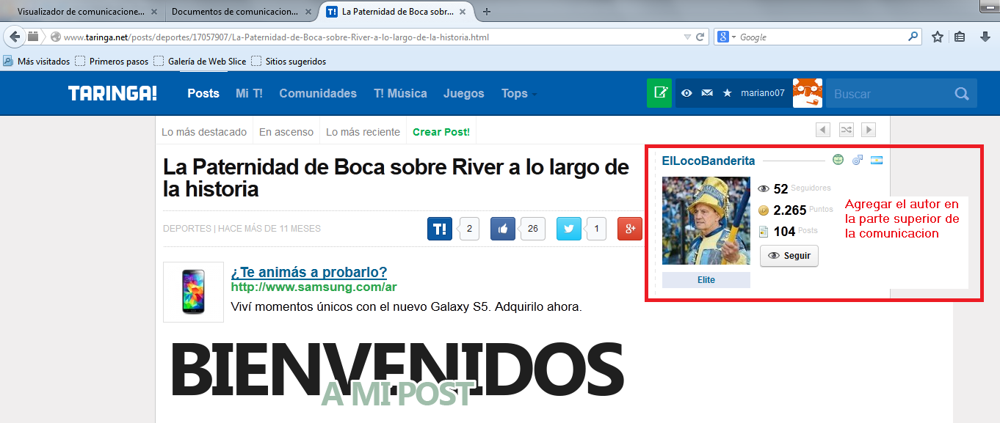 Visualizador de comunicacione...
Documentos de comunicacion...
T! La Paternidad de Boca sobr...
www.taringa.net/posts/deportes/17057907/La-Paternidad-de-Boca-sobre-River-a-lo-largo-de-la-historia.html
8 Google
Más visitados Primeros pasos Galería de Web Slice Sitios sugeridos
TARINGA! Posts Mi T! Comunidades T! Música Juegos Tops mariano07 Buscar
Lo más destacado En ascenso Lo más reciente Crear Post!
La Paternidad de Boca sobre River a lo largo de
la historia
DEPORTES | HACE MÁS DE 11 MESES
T! 2 26 1 g+
ElLocoBanderita
CAMPEON
52 Seguidores
2.265 Puntos
104 Posts
Seguir
Elite
Agregar el autor en
la parte superior de
la comunicacion
¿Te animás a probarlo?
http://www.samsung.com/ar
Viví momentos únicos con el nuevo Galaxy S5. Adquirilo ahora.
BIENVENIDOS
A MI POST